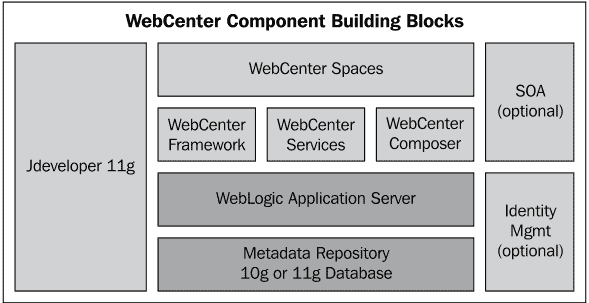 WebCenter Component Building Blocks
Jdeveloper 11g
WebCenter Spaces
WebCenter
Framework
WebCenter
Services
WebCenter
Composer
WebLogic Application Server
Metadata Repository
10g or 11g Database
SOA
(optional)
Identity
Mgmt
(optional)